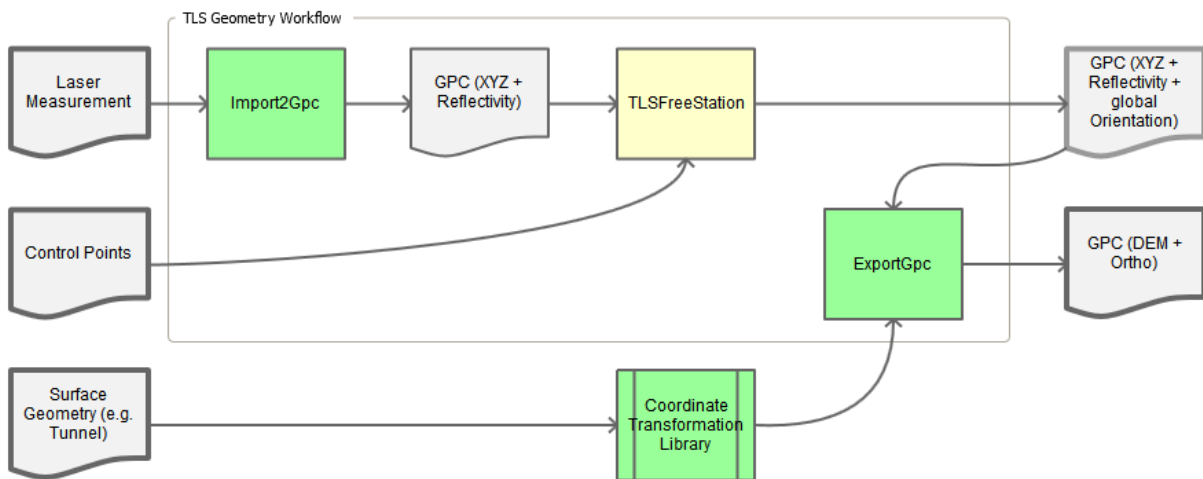 TLS Geometry Workflow
Laser
Measurement
Import2Gpc
GPC (XYZ +
Reflectivity)
TLSFreeStation
GPC (XYZ +
Reflectivity +
global
Orientation)
Control Points
ExportGpc
GPC (DEM +
Ortho)
Surface
Geometry (e.g.
Tunnel)
Coordinate
Transformation
Library